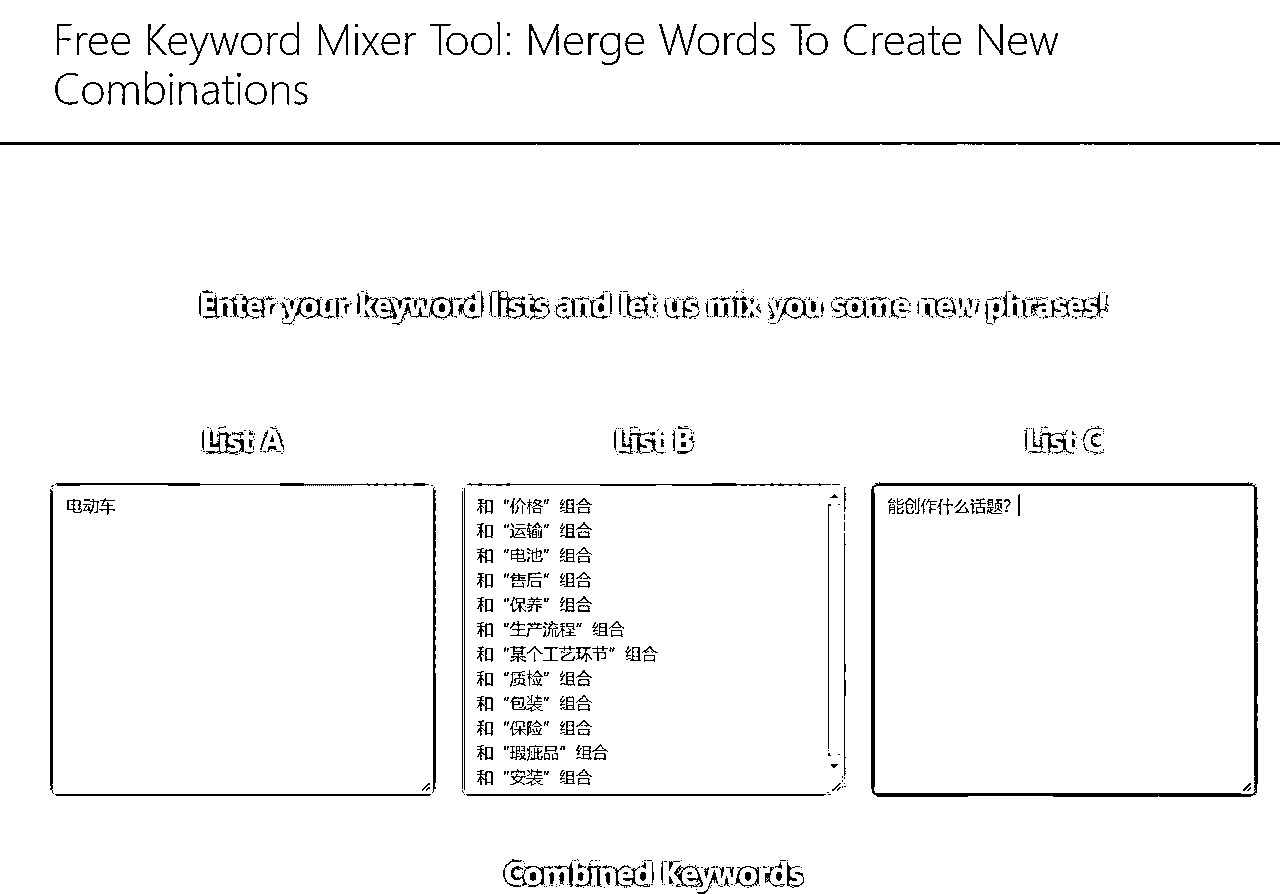 Free Keyword Mixer Tool: Merge Words To Create New
Combinations
Enter your keyword lists and let us mix you some new phrases!
List A
List B
List C
电动车
和 “价格” 组合
和 “运输” 组合
和 “电池” 组合
和 “售后” 组合
和 “保养” 组合
和 “生产流程” 组合
和 “某个工艺环节” 组合
和 “质检” 组合
和 “包装” 组合
和 “保险” 组合
和 “瑕疵品” 组合
和 “安装” 组合
能创作什么话题?
Combined Keywords